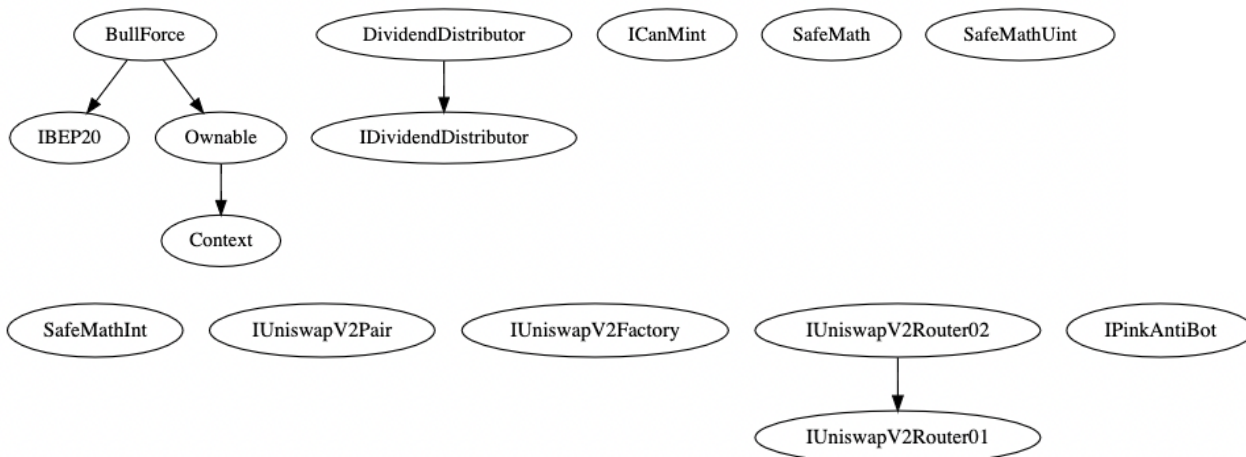 BullForce
DividendDistributor
ICanMint
SafeMath
SafeMathUint
IBEP20
Ownable
IDividendDistributor
Context
SafeMathInt
IUniswapV2Pair
IUniswapV2Factory
IUniswapV2Router02
IPinkAntiBot
IUniswapV2Router01